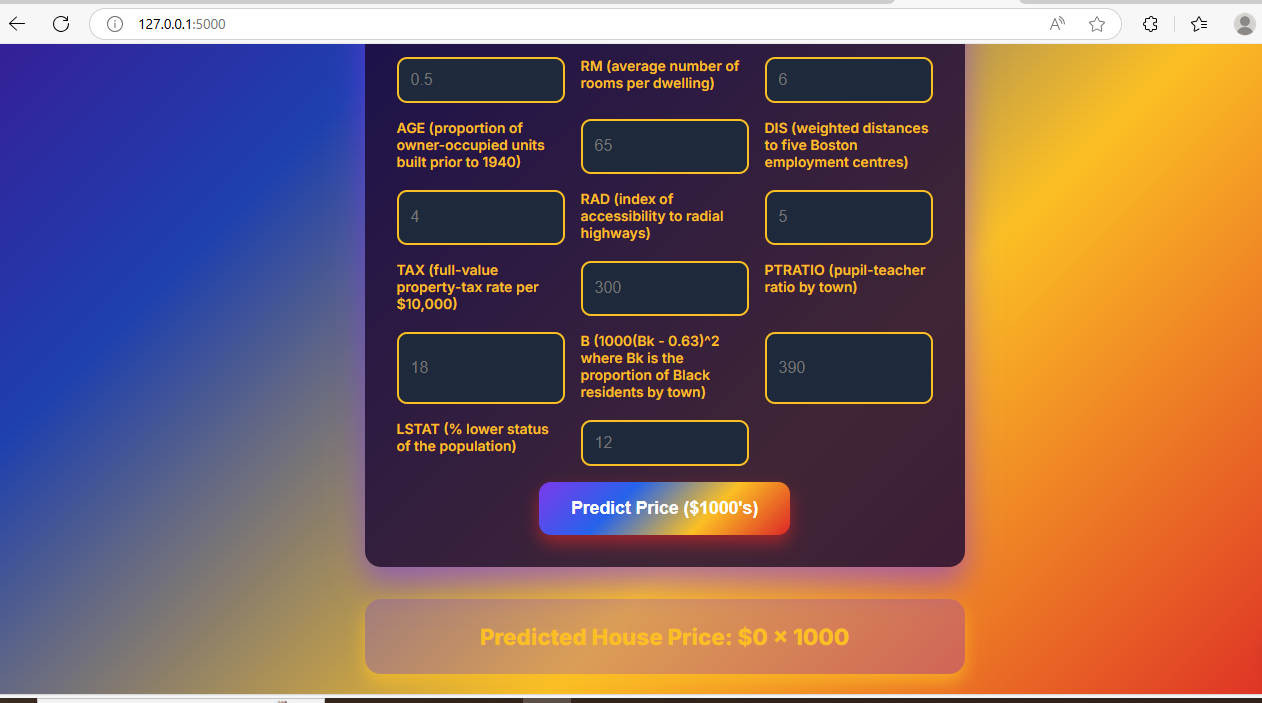 127.0.0.1:5000
0.5
RM (average number of
rooms per dwelling)
6
AGE (proportion of
owner-occupied units
built prior to 1940)
65
DIS (weighted distances
to five Boston
employment centres)
4
RAD (index of
accessibility to radial
highways)
5
TAX (full-value
property-tax rate per
$10,000)
300
PTRATIO (pupil-teacher
ratio by town)
18
B (1000(Bk - 0.63)^2
where Bk is the
proportion of Black
residents by town)
390
LSTAT (% lower status
of the population)
12
Predict Price ($1000's)
Predicted House Price: $0 × 1000